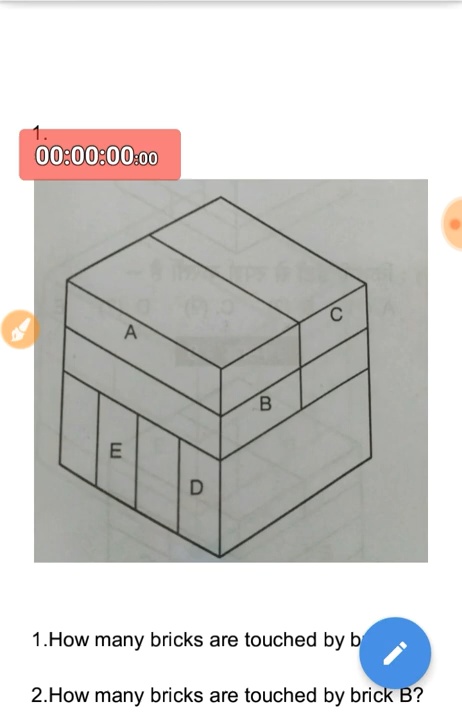 1.
00:00:00:00
A
C
B
E
D
1.How many bricks are touched by
2.How many bricks are touched by brick B?